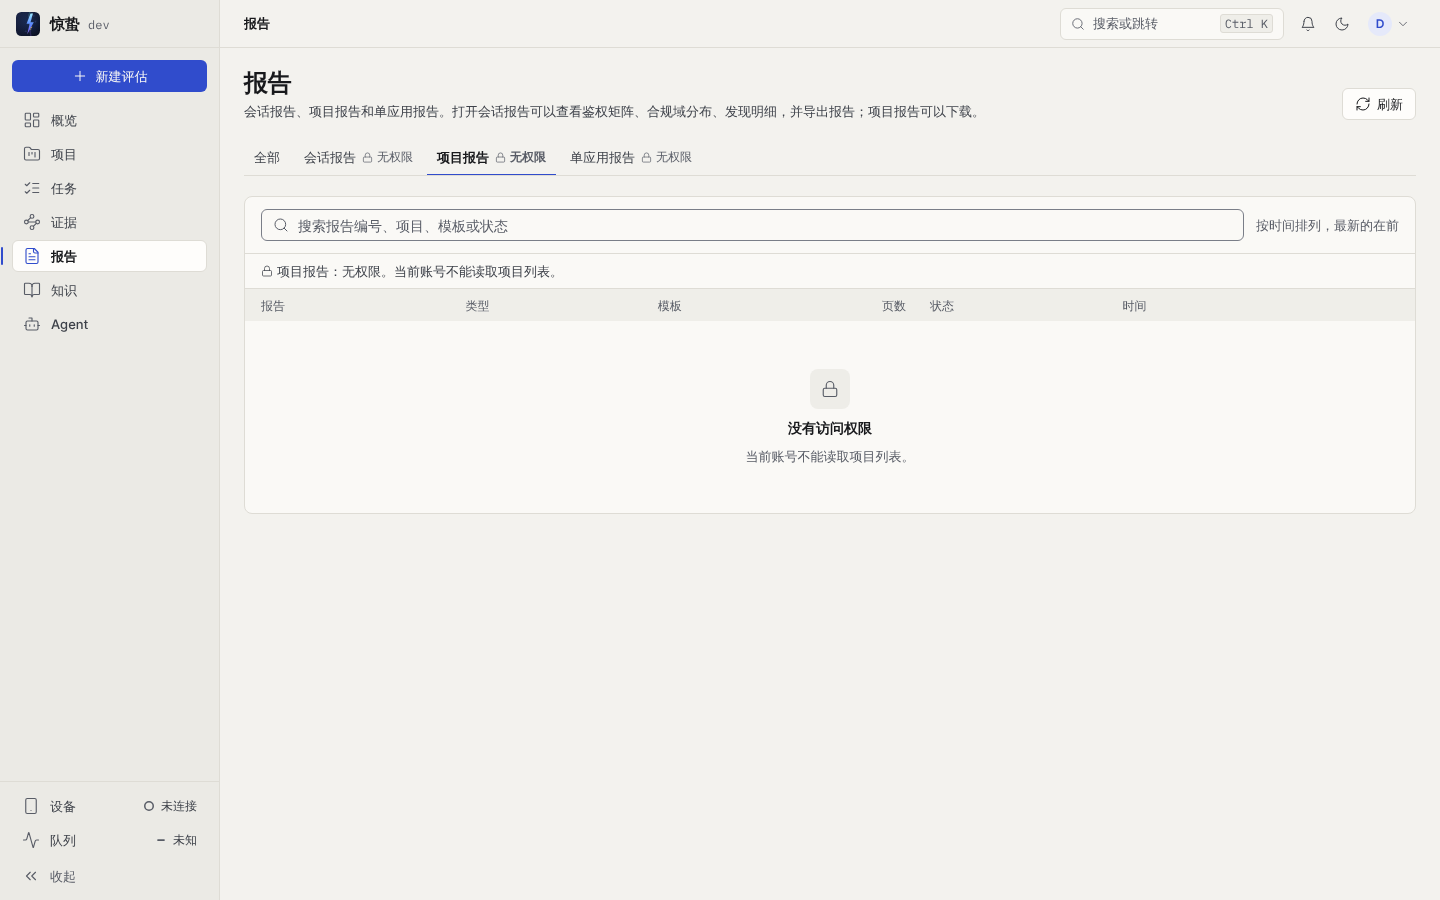 惊蛰 dev
报告
搜索或跳转 Ctrl K
D
新建评估
概览
项目
任务
证据
报告
知识
Agent
设备 未连接
队列 未知
收起
报告
会话报告、项目报告和单应用报告。打开会话报告可以查看鉴权矩阵、合规域分布、发现明细，并导出报告；项目报告可以下载。
刷新
全部 会话报告 无权限 项目报告 无权限 单应用报告 无权限
搜索报告编号、项目、模板或状态 按时间排列，最新的在前
项目报告：无权限。当前账号不能读取项目列表。
报告 类型 模板 页数 状态 时间
没有访问权限
当前账号不能读取项目列表。